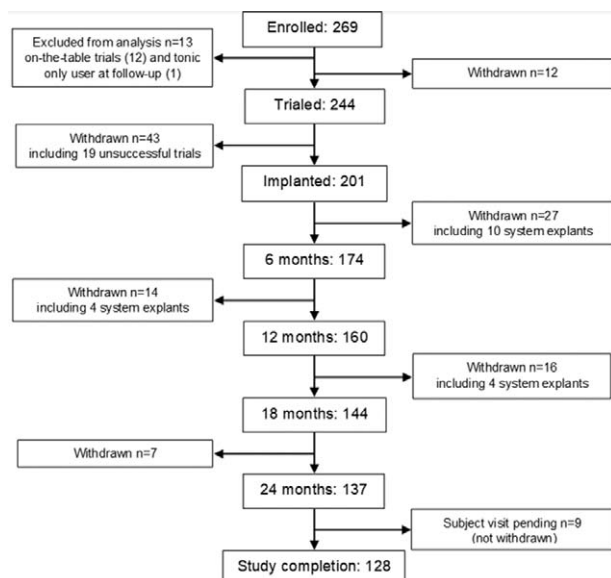 Enrolled: 269
Excluded from analysis n=13
on-the-table trials (12) and tonic
only user at follow-up (1)
Withdrawn n=12
Trialed: 244
Withdrawn n=43
including 19 unsuccessful trials
Implanted: 201
Withdrawn n=27
including 10 system explants
6 months: 174
Withdrawn n=14
including 4 system explants
12 months: 160
Withdrawn n=16
including 4 system explants
18 months: 144
Withdrawn n=7
24 months: 137
Subject visit pending n=9
(not withdrawn)
Study completion: 128